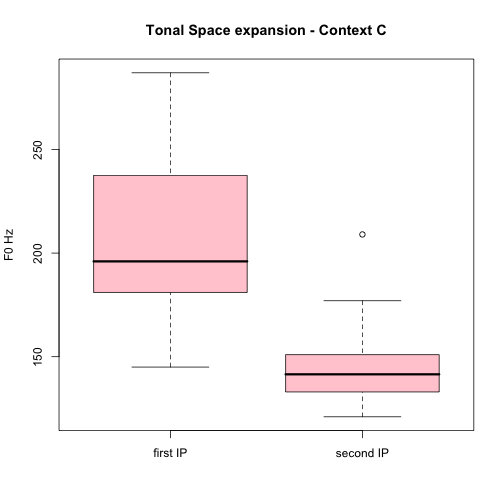 Tonal Space expansion - Context C
F0 Hz
250
200
150
first IP
second IP